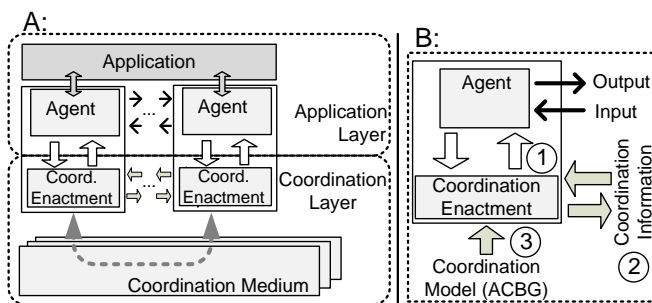 A:
Application
Agent
...
Agent
Application
Layer
Coord.
Enactment
...
Coord.
Enactment
Coordination
Layer
Coordination Medium
B:
Agent
Output
Input
1
Coordination
Enactment
Coordination
Information
2
3
Coordination
Model (ACBG)